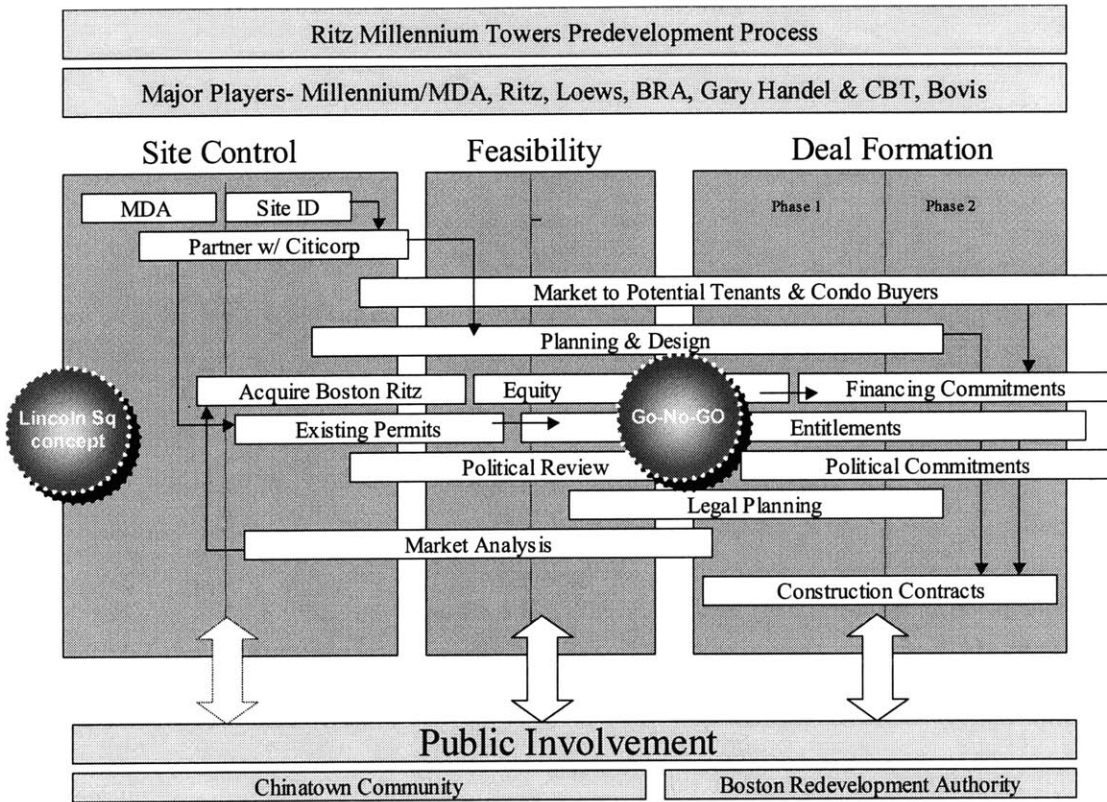 Ritz Millennium Towers Predevelopment Process
Major Players- Millennium/MDA, Ritz, Loews, BRA, Gary Handel & CBT, Bovis
Site Control
Feasibility
Deal Formation
Phase 1
Phase 2
MDA
Site ID
Partner w/ Citicorp
Market to Potential Tenants & Condo Buyers
Planning & Design
Lincoln Sq
concept
Acquire Boston Ritz
Equity
Go-No-GO
Financing Commitments
Existing Permits
Entitlements
Political Review
Political Commitments
Legal Planning
Market Analysis
Construction Contracts
Public Involvement
Chinatown Community
Boston Redevelopment Authority